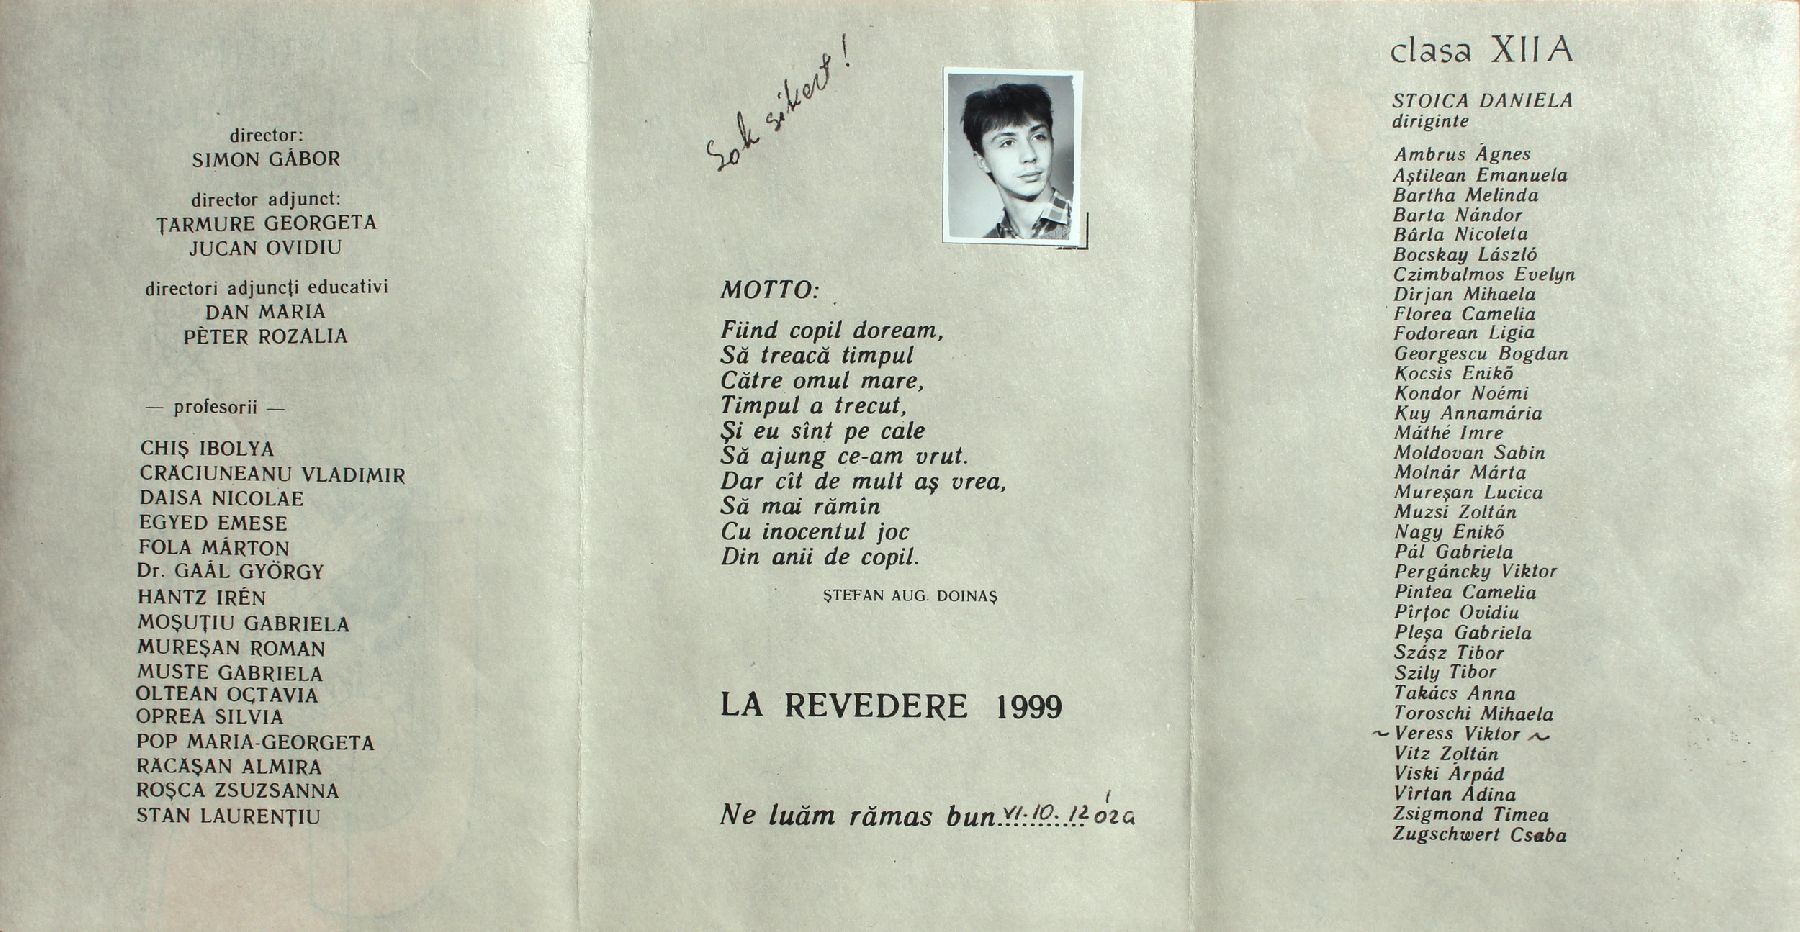 director:
SIMON GÁBOR
director adjunct:
ȚARMURE GEORGETA
JUCAN OVIDIU
directori adjuncți educativi
DAN MARIA
PÈTER ROZALIA
— profesorii —
CHIȘ IBOLYA
CRĂCIUNEANU VLADIMIR
DAISA NICOLAE
EGYED EMESE
FOLA MÁRTON
Dr. GAÁL GYÖRGY
HANTZ IRÉN
MOȘUȚIU GABRIELA
MUREȘAN ROMAN
MUSTE GABRIELA
OLTEAN OCTAVIA
OPREA SILVIA
POP MARIA-GEORGETA
RĂCĂȘAN ALMIRA
ROȘCA ZSUZSANNA
STAN LAURENȚIU
Sok sikert!
MOTTO:
Fiind copil doream,
Să treacă timpul
Către omul mare,
Timpul a trecut,
Și eu sînt pe cale
Să ajung ce-am vrut.
Dar cît de mult aș vrea,
Să mai rămîn
Cu inocentul joc
Din anii de copil.
ȘTEFAN AUG. DOINAȘ
LA REVEDERE 1999
Ne luăm rămas bun VI.10. 12 óra
clasa XII A
STOICA DANIELA
diriginte
Ambrus Ágnes
Aștilean Emanuela
Bartha Melinda
Barta Nándor
Bârla Nicoleta
Bocskay László
Czimbalmos Evelyn
Dirjan Mihaela
Florea Camelia
Fodorean Ligia
Georgescu Bogdan
Kocsis Enikő
Kondor Noémi
Kuy Annamária
Máthé Imre
Moldovan Sabin
Molnár Márta
Mureșan Lucica
Muzsi Zoltán
Nagy Enikő
Pál Gabriela
Pergáncky Viktor
Pintea Camelia
Pîrțoc Ovidiu
Pleșa Gabriela
Szász Tibor
Szily Tibor
Takács Anna
Toroschi Mihaela
~ Veress Viktor ~
Vitz Zoltán
Viski Árpád
Vîrtan Adina
Zsigmond Timea
Zugschwert Csaba